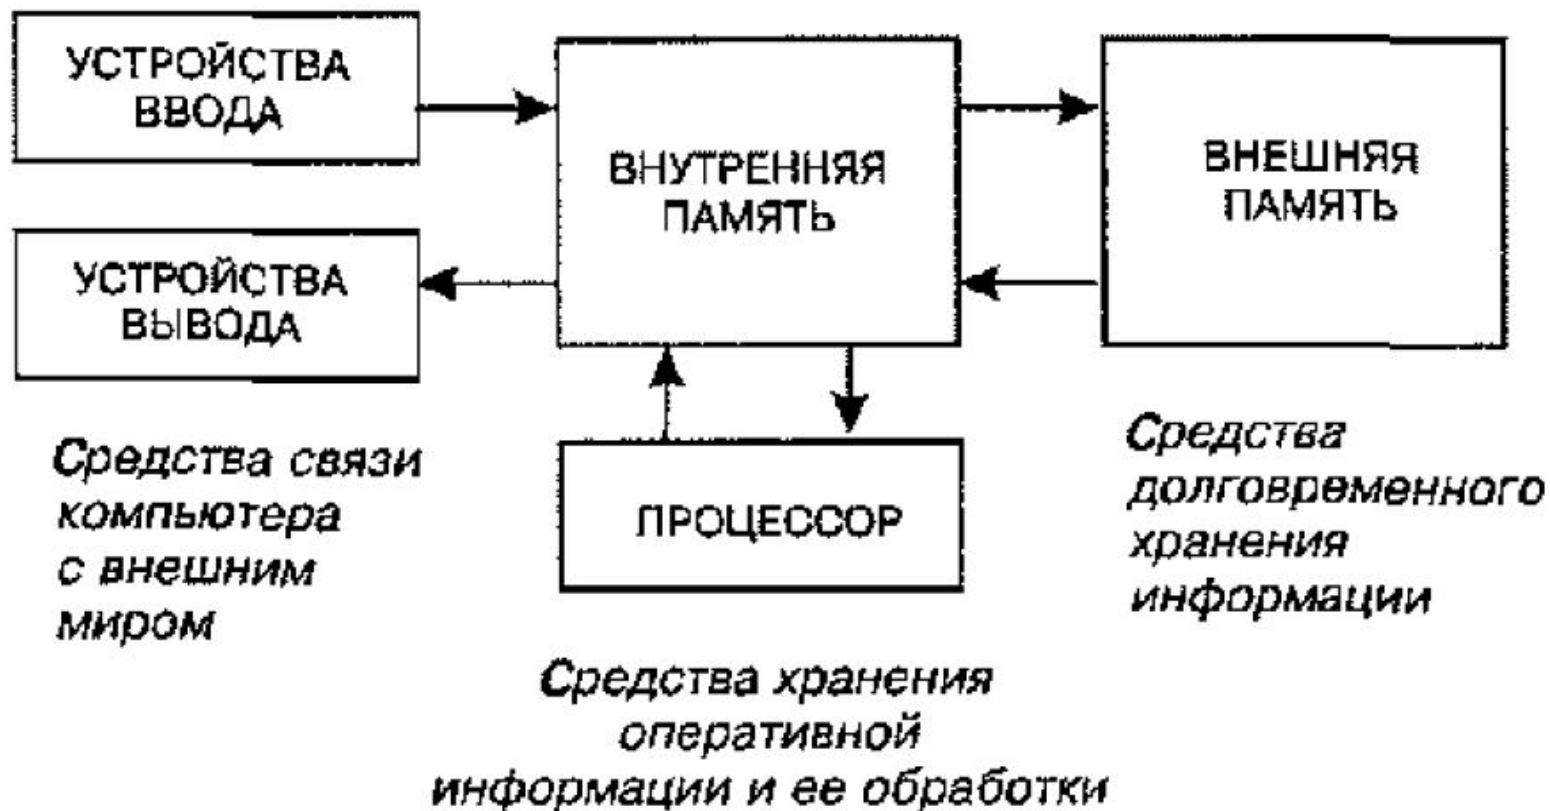 УСТРОЙСТВА
ВВОДА
УСТРОЙСТВА
ВЫВОДА
ВНУТРЕННЯЯ
ПАМЯТЬ
ВНЕШНЯЯ
ПАМЯТЬ
ПРОЦЕССОР
Средства связи
компьютера
с внешним
миром
Средства хранения
оперативной
информации и ее обработки
Средства
долговременного
хранения
информации